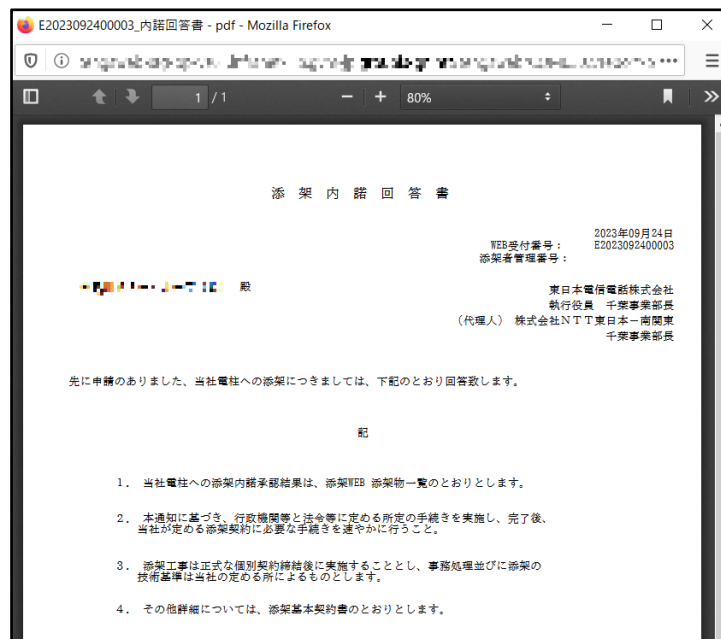 E2023092400003_内諾回答書 - pdf - Mozilla Firefox
1 / 1
80%
添架内諾回答書
2023年09月24日
WEB受付番号： E2023092400003
添架者管理番号：
殿
東日本電信電話株式会社
執行役員 千葉事業部長
（代理人） 株式会社ＮＴＴ東日本－南関東
千葉事業部長
先に申請のありました、当社電柱への添架につきましては、下記のとおり回答致します。
記
1. 当社電柱への添架内諾承認結果は、添架WEB 添架物一覧のとおりとします。
2. 本通知に基づき、行政機関等と法令等に定める所定の手続きを実施し、完了後、
当社が定める添架契約に必要な手続きを速やかに行うこと。
3. 添架工事は正式な個別契約締結後に実施することとし、事務処理並びに添架の
技術基準は当社の定める所によるものとします。
4. その他詳細については、添架基本契約書のとおりとします。